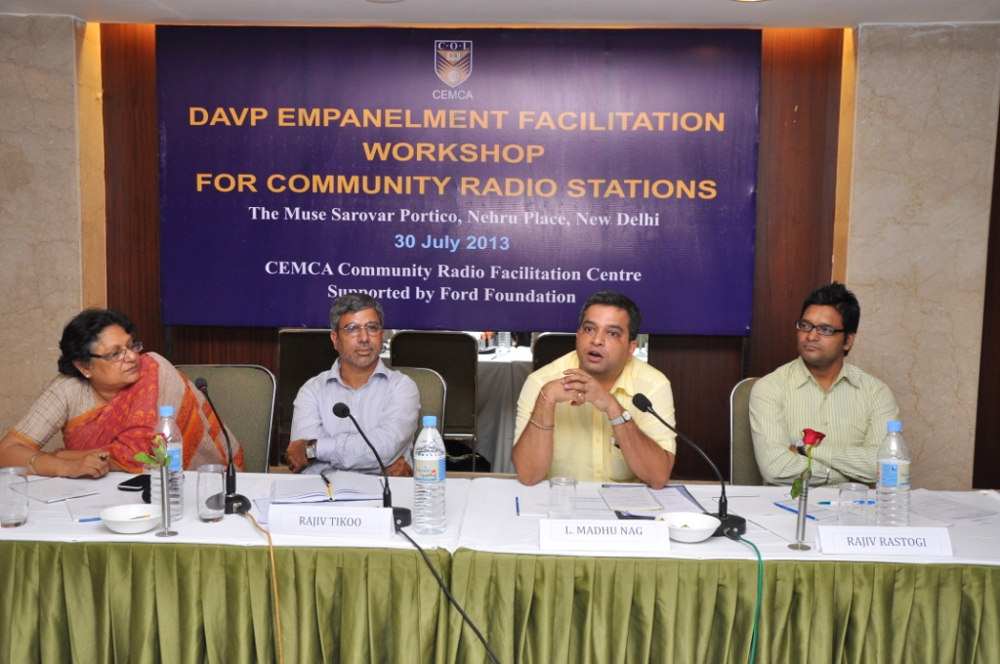 C·O·L
CEMCA
DAVP EMPANELMENT FACILITATION
WORKSHOP
FOR COMMUNITY RADIO STATIONS
The Muse Sarovar Portico, Nehru Place, New Delhi
30 July 2013
CEMCA Community Radio Facilitation Centre
Supported by Ford Foundation
RAJIV TIKOO
L. MADHU NAG
RAJIV RASTOGI